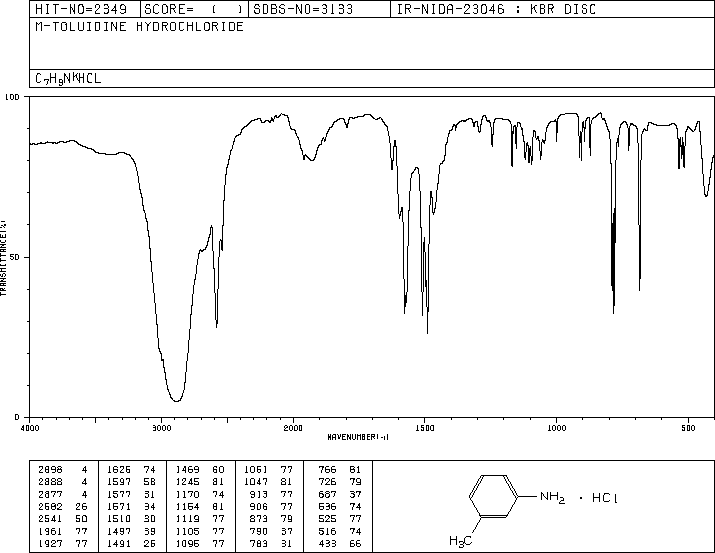 HIT-NO=2349 SCORE= ( ) SDBS-NO=3133 IR-NIDA-23046 : KBR DISC
M-TOLUIDINE HYDROCHLORIDE
C7H9N*HCL
100
50
0
TRANSMITTANCE(%)
4000 3000 2000 1500 1000 500
WAVENUMBER(-1)
2898 4 1626 74 1469 60 1061 77 766 81
2888 4 1597 58 1245 81 1047 81 726 79
2877 4 1577 31 1170 74 913 77 687 37
2582 26 1571 34 1154 81 906 77 536 74
2541 50 1510 30 1119 77 873 79 525 77
1961 77 1497 39 1105 77 790 37 516 74
1927 77 1491 25 1095 77 783 31 433 66
NH2 · HCl
H3C